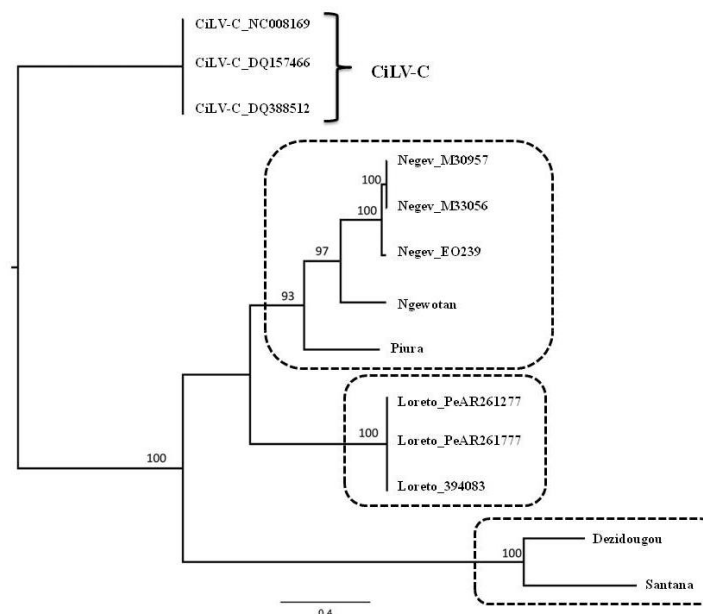 CiLV-C_NC008169
CiLV-C_DQ157466
CiLV-C
CiLV-C_DQ388512
Negev_M30957
100
Negev_M33056
100
97
Negev_EO239
93
Ngewotan
Piura
Loreto_PeAR261277
100
Loreto_PeAR261777
100
Loreto_394083
Dezidougou
100
Santana
0.4